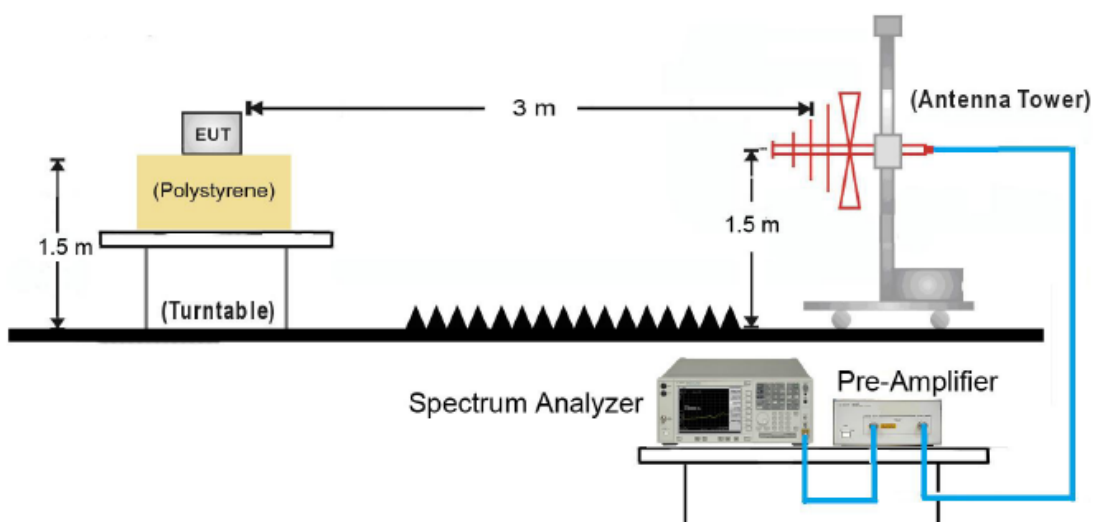 3 m
(Antenna Tower)
EUT
(Polystyrene)
1.5 m
1.5 m
(Turntable)
Spectrum Analyzer
Pre-Amplifier